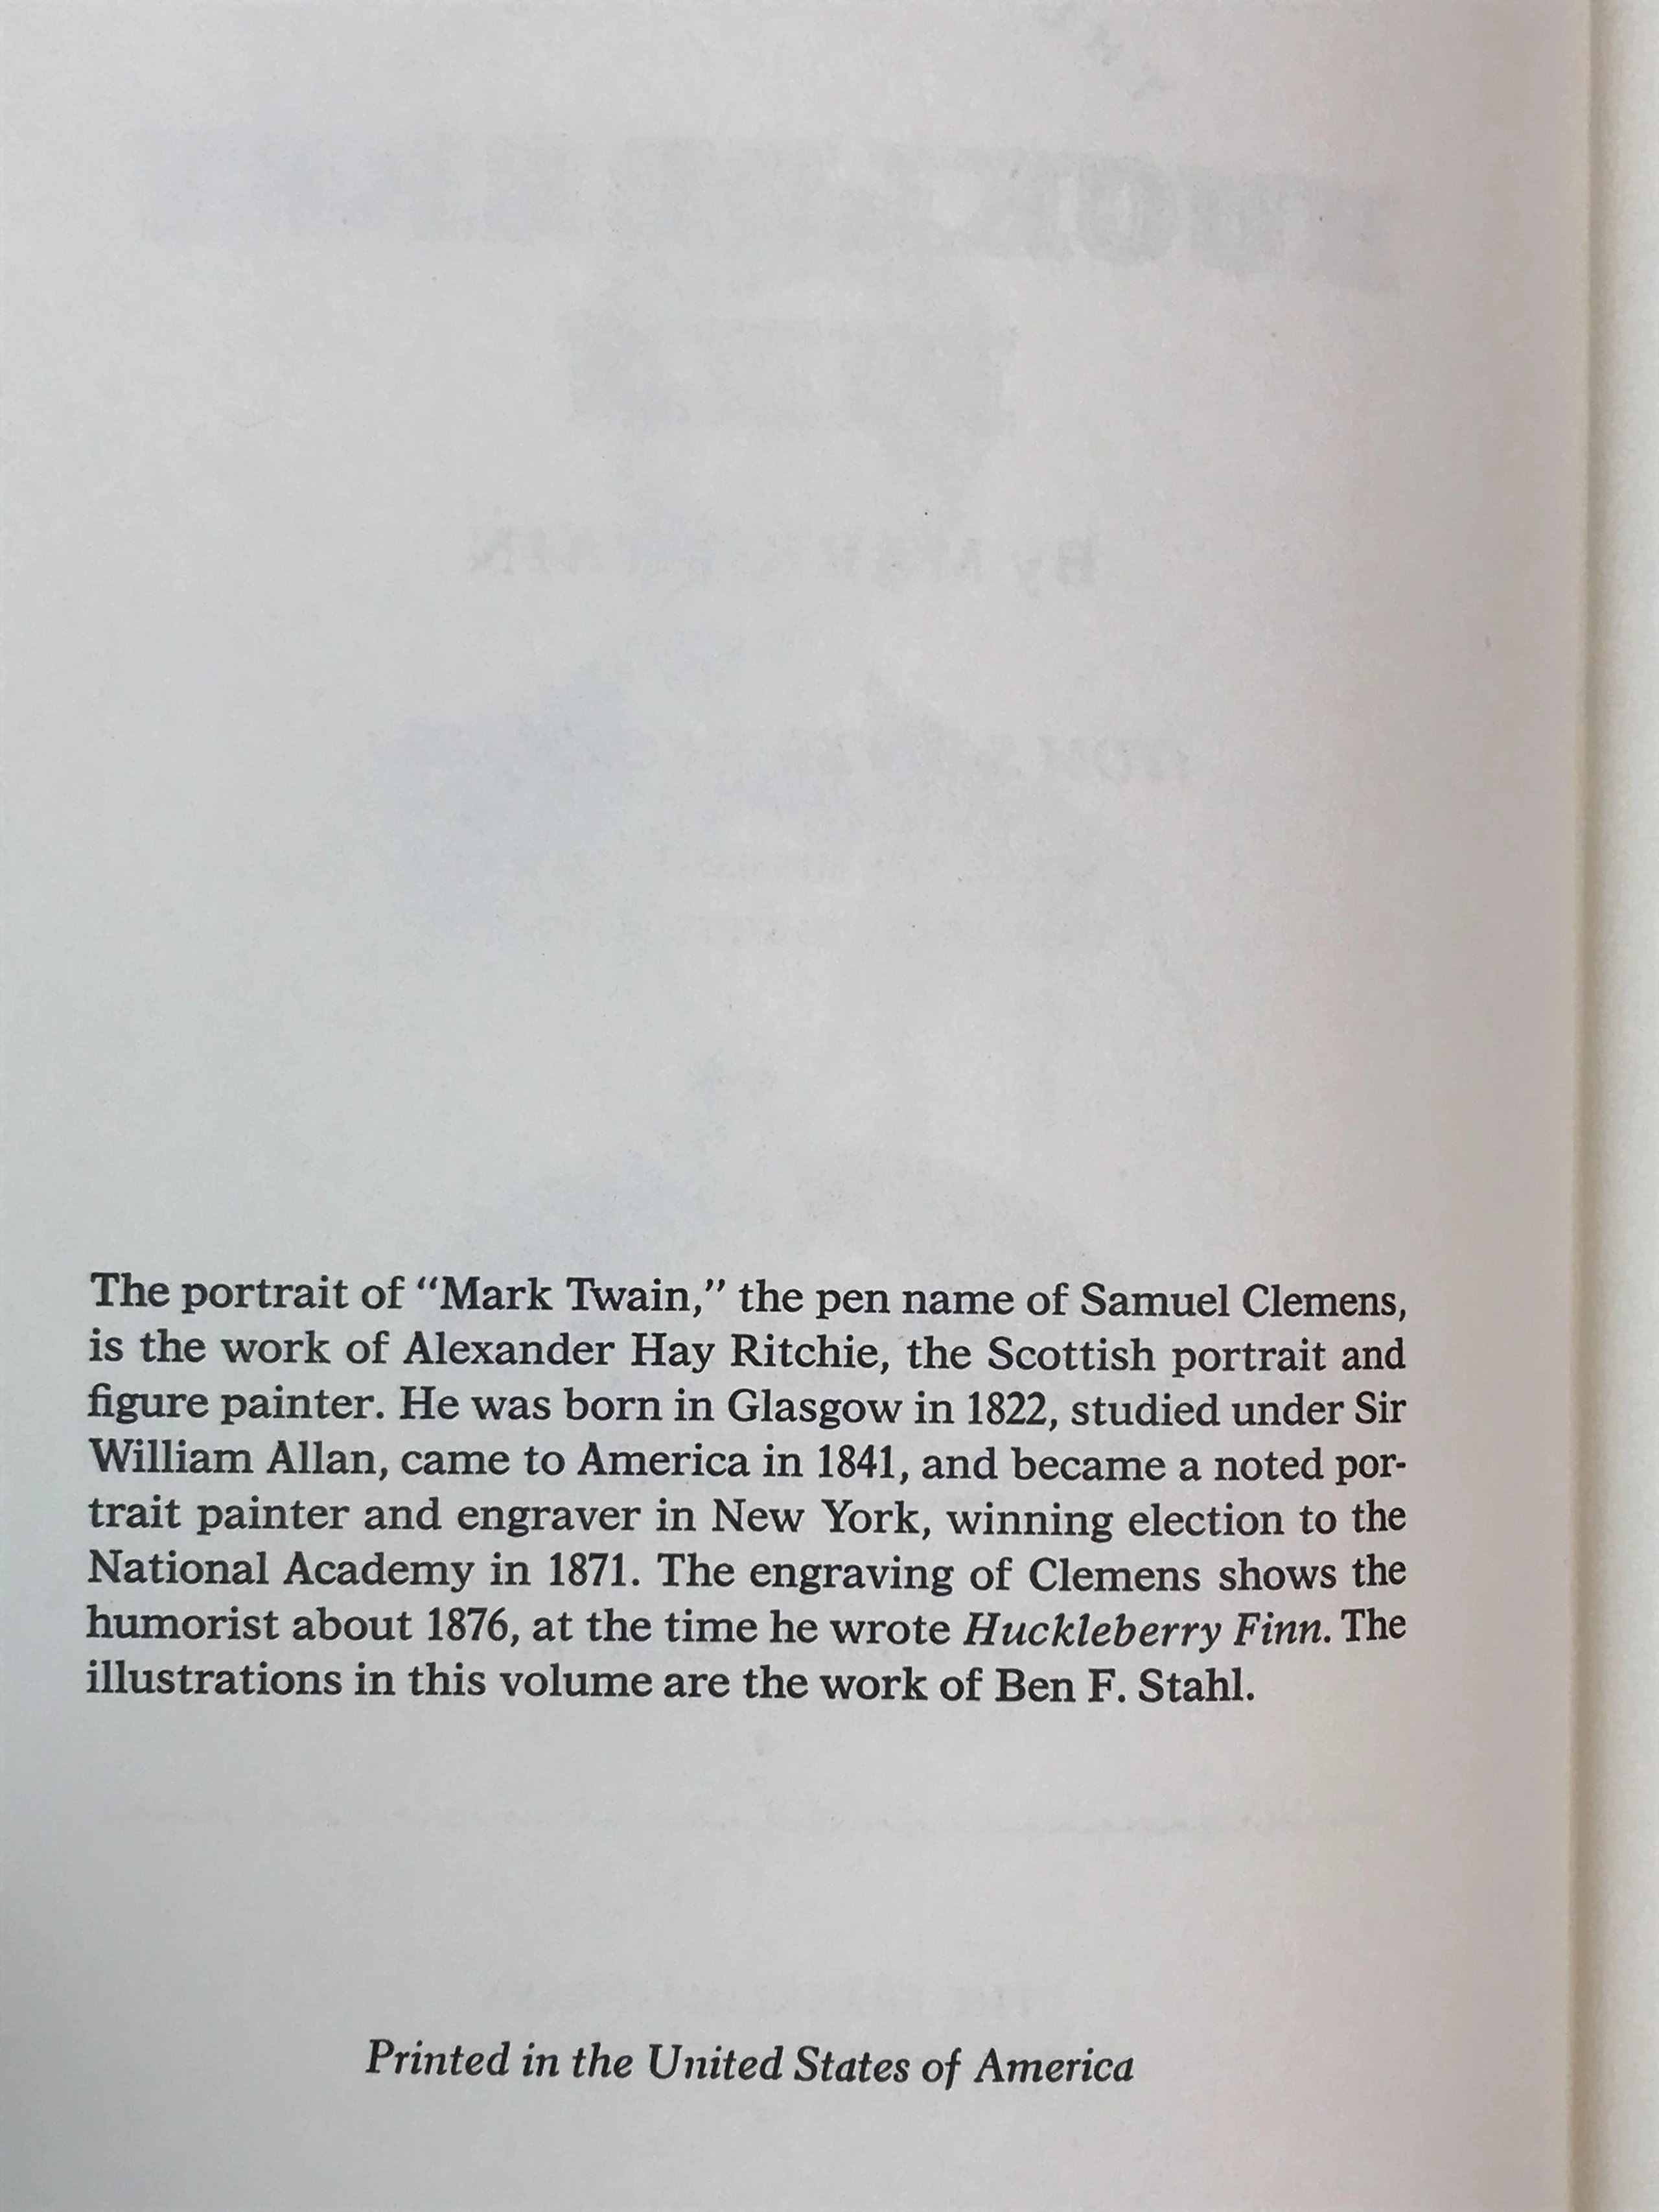 The portrait of “Mark Twain,” the pen name of Samuel Clemens,
is the work of Alexander Hay Ritchie, the Scottish portrait and
figure painter. He was born in Glasgow in 1822, studied under Sir
William Allan, came to America in 1841, and became a noted por-
trait painter and engraver in New York, winning election to the
National Academy in 1871. The engraving of Clemens shows the
humorist about 1876, at the time he wrote Huckleberry Finn. The
illustrations in this volume are the work of Ben F. Stahl.
Printed in the United States of America